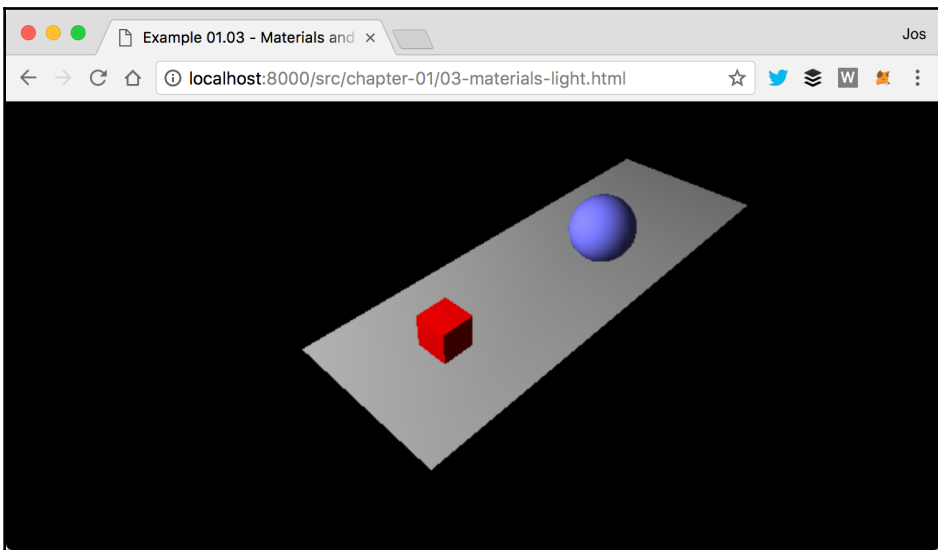 Example 01.03 - Materials and
Jos
localhost:8000/src/chapter-01/03-materials-light.html
W